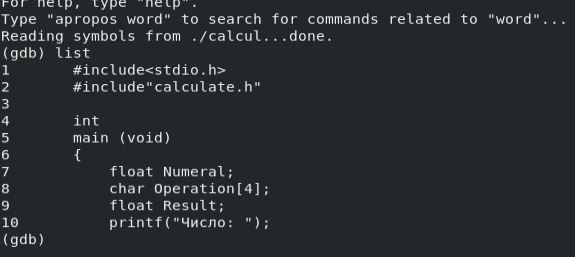 For help, type "help".
Type "apropos word" to search for commands related to "word"...
Reading symbols from ./calcul...done.
(gdb) list
1       #include<stdio.h>
2       #include"calculate.h"
3
4       int
5       main (void)
6       {
7           float Numeral;
8           char Operation[4];
9           float Result;
10          printf("Число: ");
(gdb)